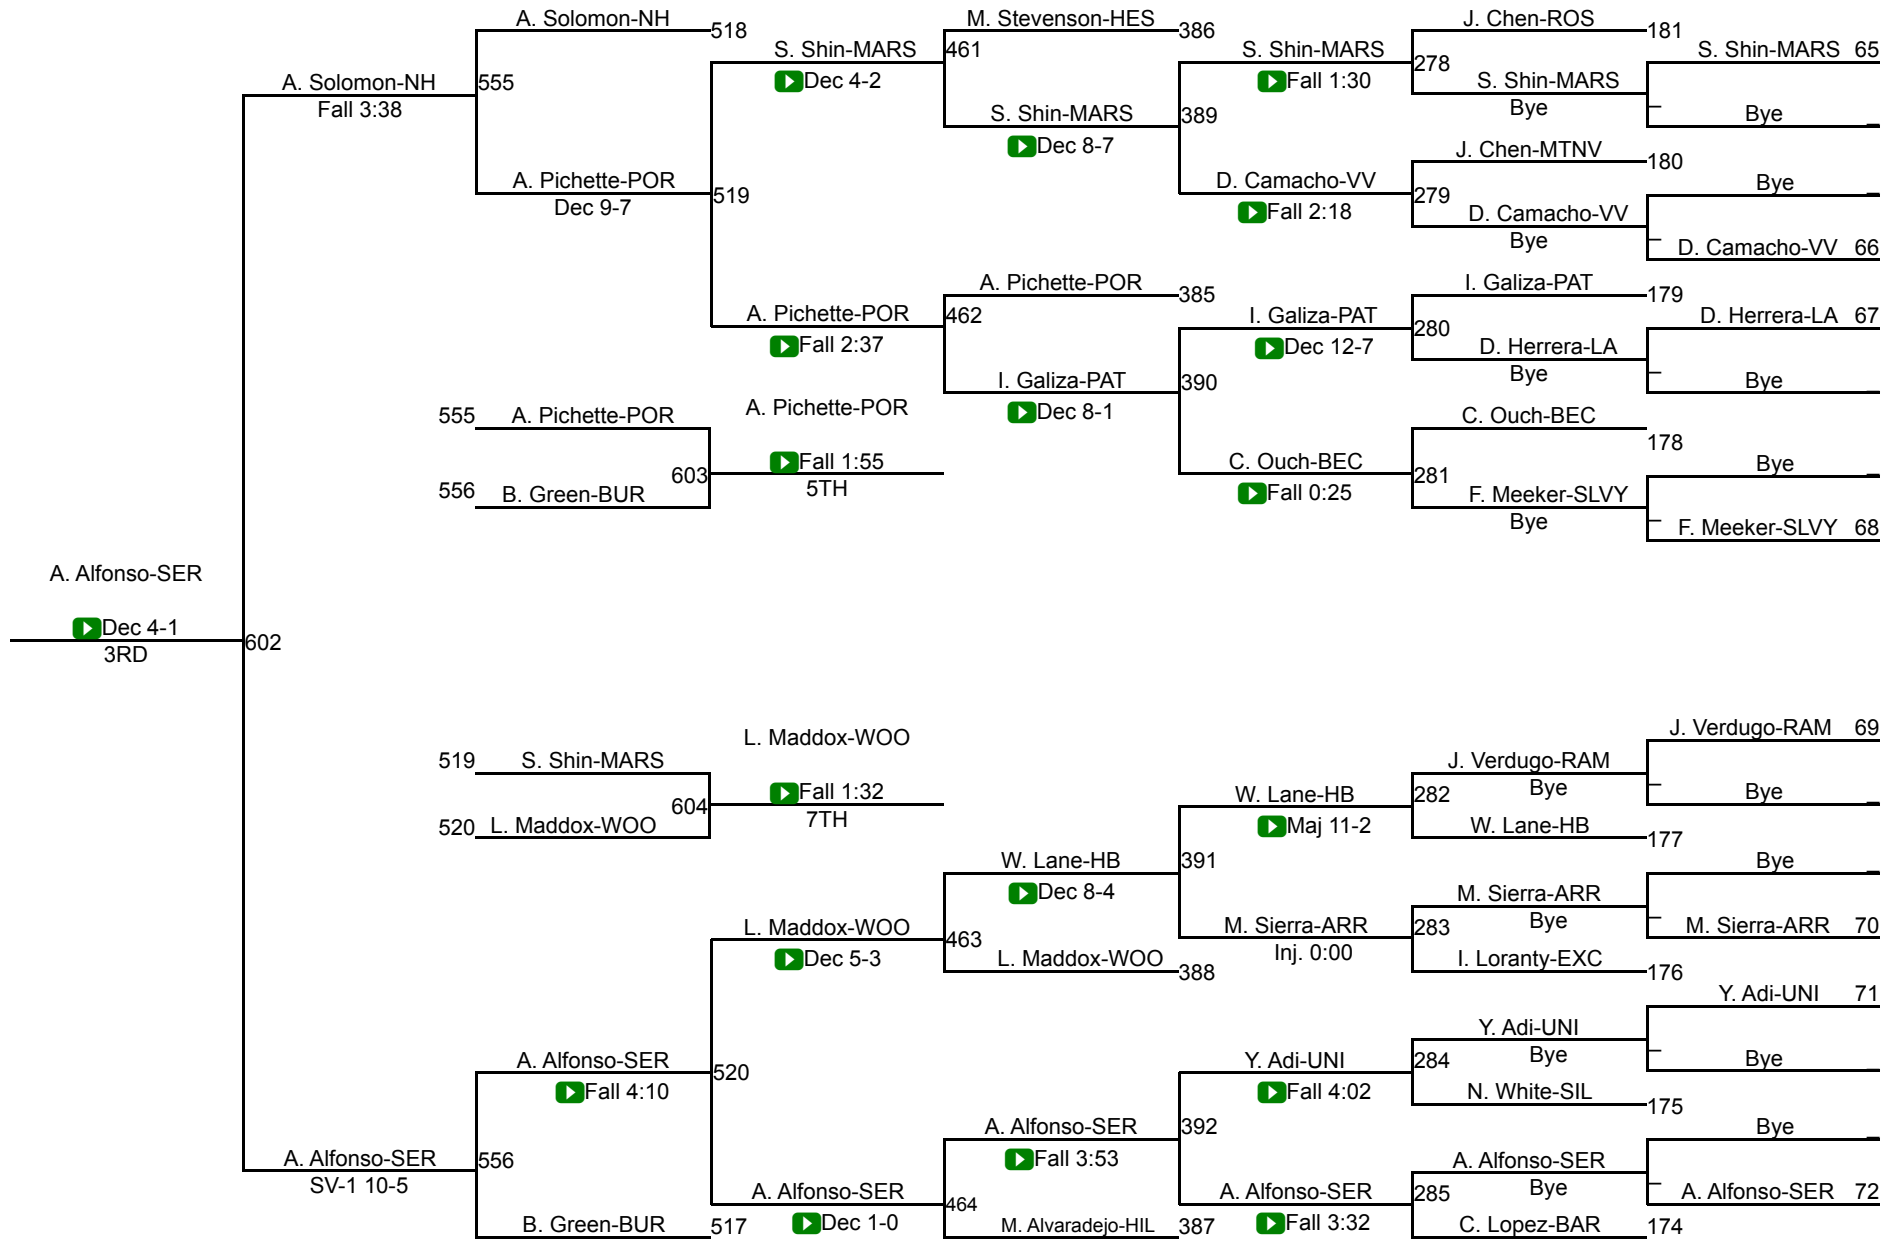 A. Solomon-NH
518
M. Stevenson-HES
386
J. Chen-ROS
181
S. Shin-MARS
461
S. Shin-MARS
278
S. Shin-MARS 65
A. Solomon-NH
555
Dec 4-2
Fall 1:30
S. Shin-MARS
Fall 3:38
S. Shin-MARS
389
Bye
Bye
Dec 8-7
J. Chen-MTNV
180
A. Pichette-POR
519
D. Camacho-VV
279
Bye
Dec 9-7
Fall 2:18
D. Camacho-VV
Bye
D. Camacho-VV 66
A. Pichette-POR
385
I. Galiza-PAT
179
A. Pichette-POR
462
I. Galiza-PAT
280
D. Herrera-LA 67
Fall 2:37
Dec 12-7
D. Herrera-LA
I. Galiza-PAT
390
Bye
Bye
555
A. Pichette-POR
A. Pichette-POR
Dec 8-1
C. Ouch-BEC
178
603
Fall 1:55
C. Ouch-BEC
281
Bye
556
B. Green-BUR
5TH
Fall 0:25
F. Meeker-SLVY
Bye
F. Meeker-SLVY 68
A. Alfonso-SER
Dec 4-1
602
3RD
L. Maddox-WOO
J. Verdugo-RAM 69
519
S. Shin-MARS
J. Verdugo-RAM
604
Fall 1:32
W. Lane-HB
282
Bye
Bye
520
L. Maddox-WOO
7TH
Maj 11-2
W. Lane-HB
177
W. Lane-HB
391
Bye
Dec 8-4
M. Sierra-ARR
L. Maddox-WOO
463
M. Sierra-ARR
283
Bye
M. Sierra-ARR 70
Dec 5-3
L. Maddox-WOO
388
Inj. 0:00
I. Loranty-EXC
176
Y. Adi-UNI 71
Y. Adi-UNI
A. Alfonso-SER
520
Y. Adi-UNI
284
Bye
Bye
Fall 4:10
Fall 4:02
N. White-SIL
175
A. Alfonso-SER
392
Bye
A. Alfonso-SER
556
Fall 3:53
A. Alfonso-SER
SV-1 10-5
A. Alfonso-SER
464
A. Alfonso-SER
285
Bye
A. Alfonso-SER 72
B. Green-BUR
517
Dec 1-0
M. Alvaradejo-HIL
387
Fall 3:32
C. Lopez-BAR
174